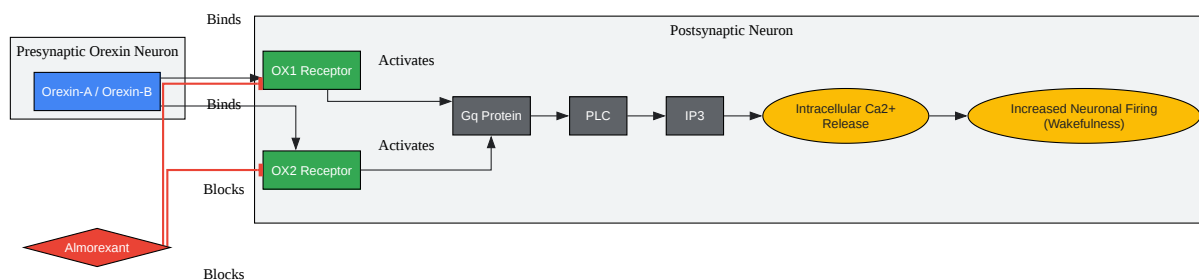 Binds
Postsynaptic Neuron
Presynaptic Orexin Neuron
OX1 Receptor
Activates
Orexin-A / Orexin-B
Binds
Gq Protein
PLC
IP3
Intracellular Ca2+
Release
Increased Neuronal Firing
(Wakefulness)
Activates
OX2 Receptor
Blocks
Almorexant
Blocks